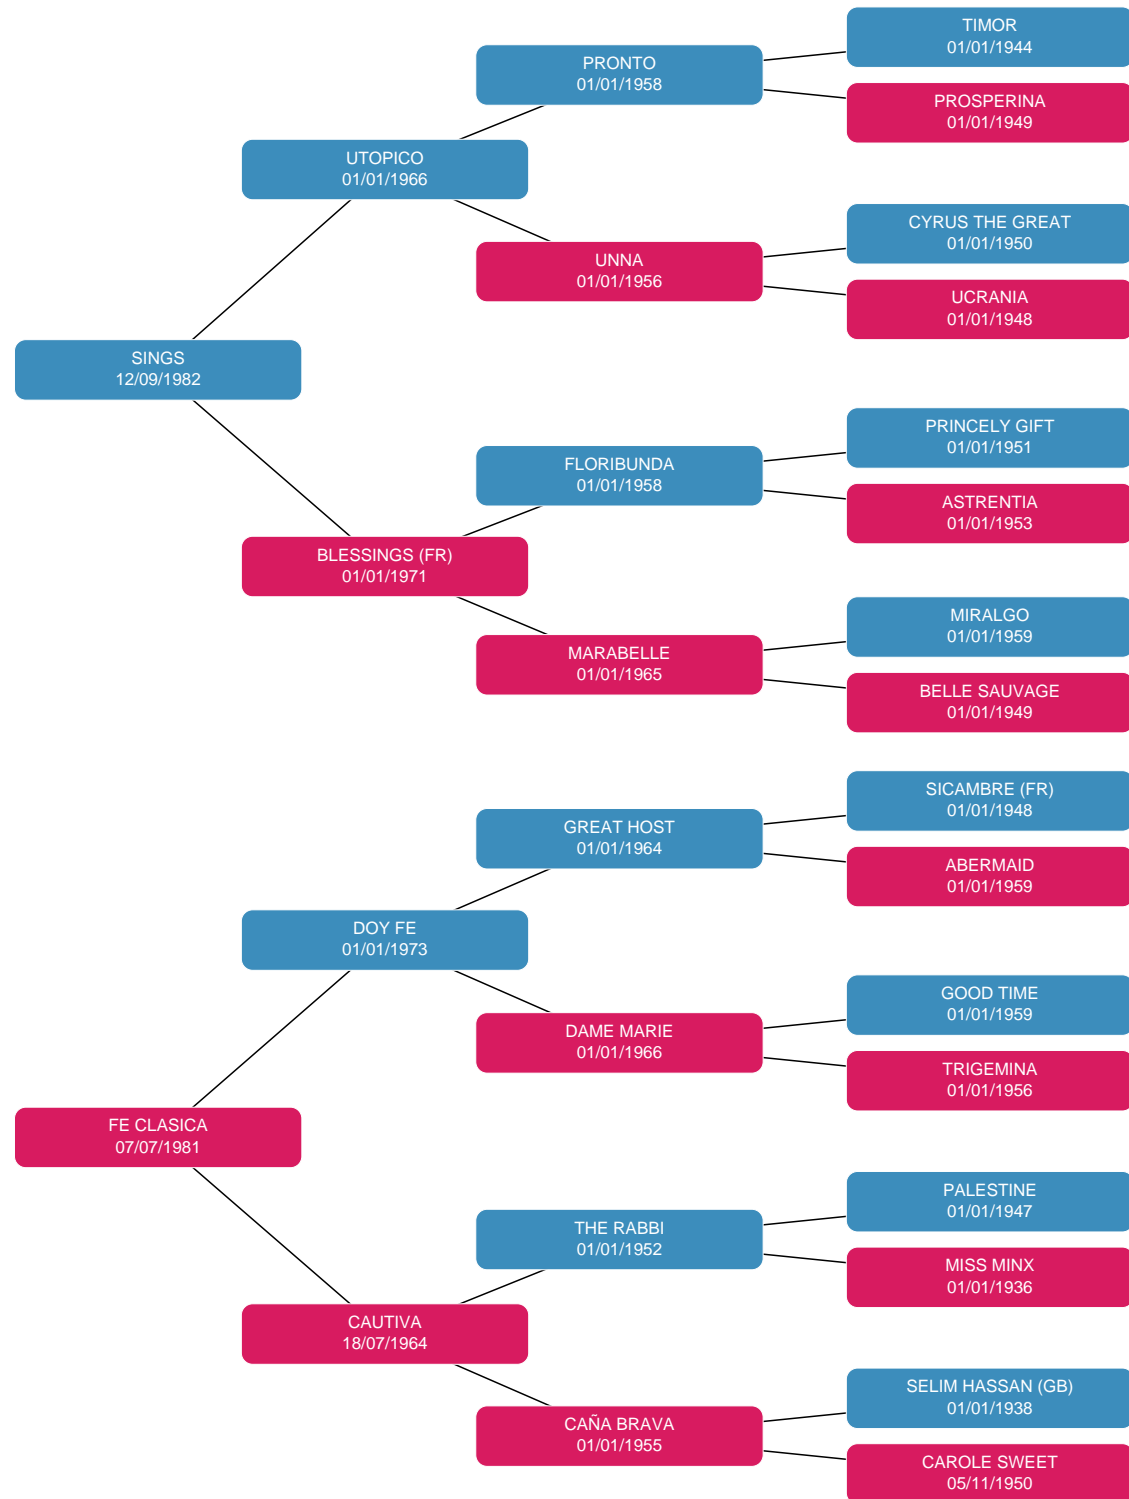 TIMOR
01/01/1944
PRONTO
01/01/1958
PROSPERINA
01/01/1949
UTOPICO
01/01/1966
CYRUS THE GREAT
01/01/1950
UNNA
01/01/1956
UCRANIA
01/01/1948
SINGS
12/09/1982
PRINCELY GIFT
01/01/1951
FLORIBUNDA
01/01/1958
ASTRENTIA
01/01/1953
BLESSINGS (FR)
01/01/1971
MIRALGO
01/01/1959
MARABELLE
01/01/1965
BELLE SAUVAGE
01/01/1949
SICAMBRE (FR)
01/01/1948
GREAT HOST
01/01/1964
ABERMAID
01/01/1959
DOY FE
01/01/1973
GOOD TIME
01/01/1959
DAME MARIE
01/01/1966
TRIGEMINA
01/01/1956
FE CLASICA
07/07/1981
PALESTINE
01/01/1947
THE RABBI
01/01/1952
MISS MINX
01/01/1936
CAUTIVA
18/07/1964
SELIM HASSAN (GB)
01/01/1938
CAÑA BRAVA
01/01/1955
CAROLE SWEET
05/11/1950